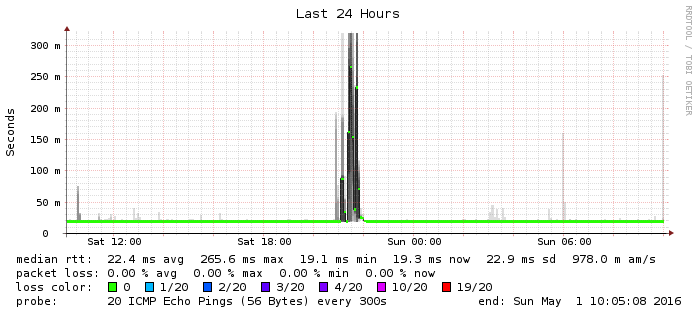 Last 24 Hours
RRDTOOL / TOBI OETIKER
Seconds
300 m
250 m
200 m
150 m
100 m
50 m
0
Sat 12:00 Sat 18:00 Sun 00:00 Sun 06:00
median rtt: 22.4 ms avg 265.6 ms max 19.1 ms min 19.3 ms now 22.9 ms sd 978.0 m am/s
packet loss: 0.00 % avg 0.00 % max 0.00 % min 0.00 % now
loss color: 0 1/20 2/20 3/20 4/20 10/20 19/20
probe: 20 ICMP Echo Pings (56 Bytes) every 300s end: Sun May 1 10:05:08 2016